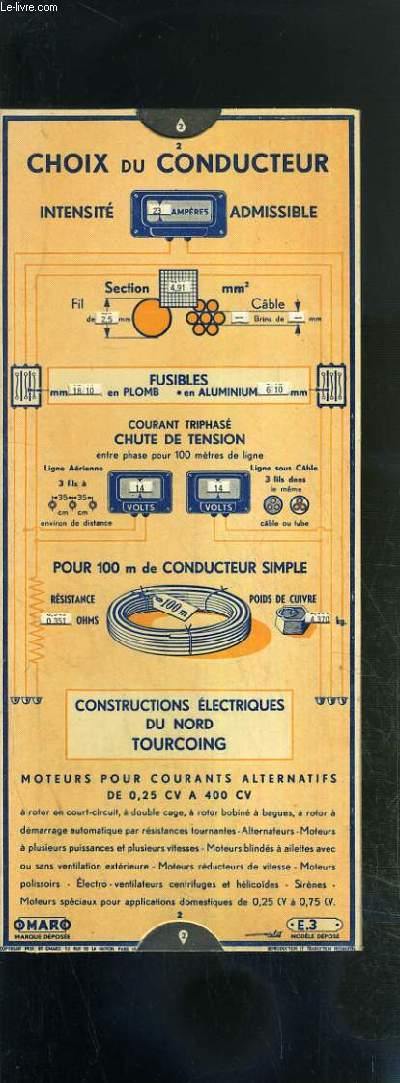 Le-livre.com
2
2
CHOIX DU CONDUCTEUR
INTENSITÉ 23 AMPÈRES ADMISSIBLE
Section 4,91 mm²
Fil Câble
de 2,5 mm Brins de mm
FUSIBLES
mm 18/10 en PLOMB • en ALUMINIUM 6/10 mm
COURANT TRIPHASÉ
CHUTE DE TENSION
entre phase pour 100 mètres de ligne
Ligne Aérienne Ligne sous Câble
3 fils à 14 14 3 fils dans
35 35 le même
cm cm VOLTS VOLTS
environ de distance câble ou tube
POUR 100 m de CONDUCTEUR SIMPLE
RÉSISTANCE 100 m POIDS DE CUIVRE
0.351 OHMS 4.370 kg.
CONSTRUCTIONS ÉLECTRIQUES
DU NORD
TOURCOING
MOTEURS POUR COURANTS ALTERNATIFS
DE 0,25 CV A 400 CV
à rotor en court-circuit, à double cage, à rotor bobiné à bagues, à rotor à
démarrage automatique par résistances tournantes - Alternateurs - Moteurs
à plusieurs puissances et plusieurs vitesses - Moteurs blindés à ailettes avec
ou sans ventilation extérieure - Moteurs réducteurs de vitesse - Moteurs
polissoirs - Électro-ventilateurs centrifuges et hélicoïdes - Sirènes -
Moteurs spéciaux pour applications domestiques de 0,25 CV à 0,75 CV.
OMARO 2 E.3
MARQUE DÉPOSÉE 2 MODÈLE DÉPOSÉ
REPRODUCTION ET TRADUCTION INTERDITES